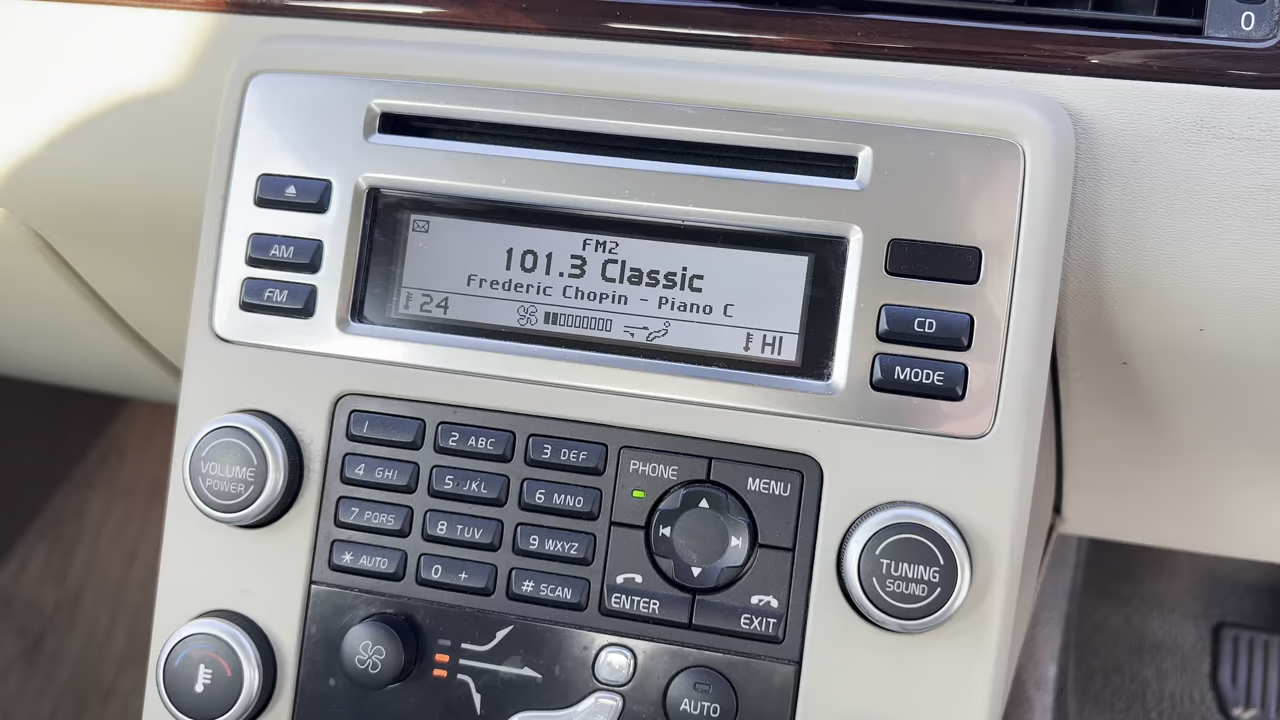 0
FM2
101.3 Classic
Frederic Chopin - Piano C
24
HI
AM
FM
CD
MODE
VOLUME
POWER
1
2 ABC
3 DEF
4 GHI
5 JKL
6 MNO
7 PQRS
8 TUV
9 WXYZ
* AUTO
0 +
# SCAN
PHONE
MENU
ENTER
EXIT
TUNING
SOUND
AUTO